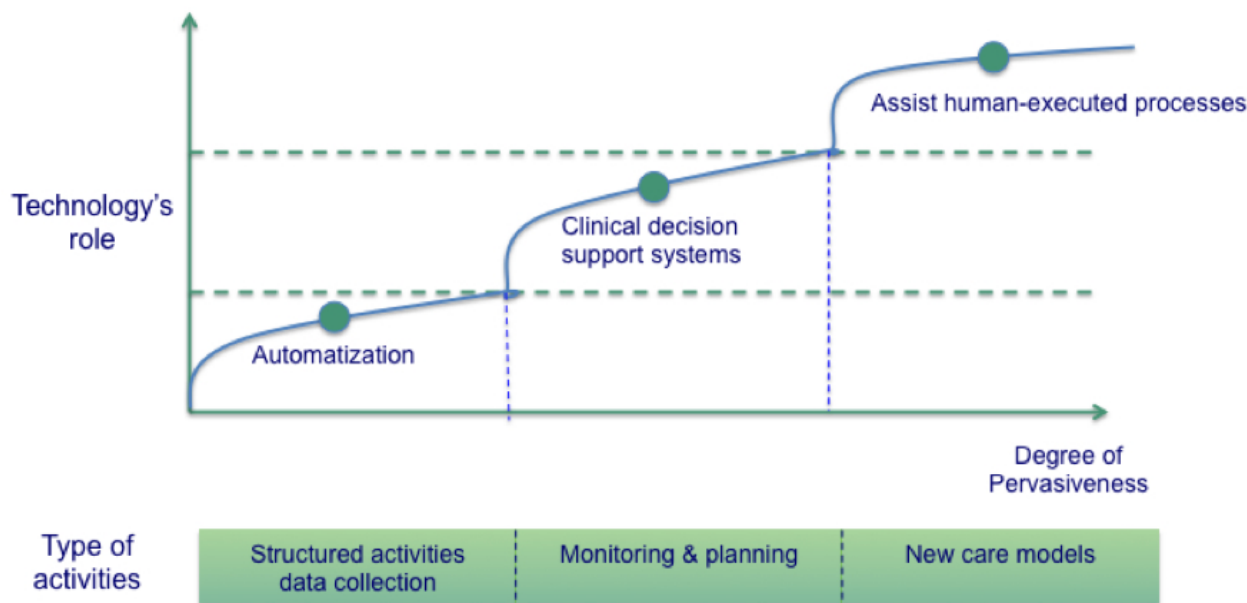 Assist human-executed processes
Technology's
role
Clinical decision
support systems
Automatization
Degree of
Pervasiveness
Type of
activities
Structured activities
data collection
Monitoring & planning
New care models